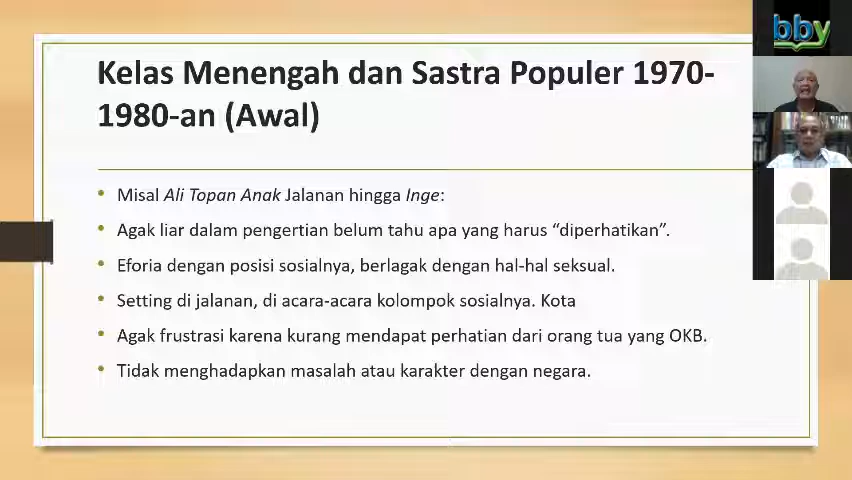 Kelas Menengah dan Sastra Populer 1970-
1980-an (Awal)
• Misal Ali Topan Anak Jalanan hingga Inge:
• Agak liar dalam pengertian belum tahu apa yang harus “diperhatikan”.
• Eforia dengan posisi sosialnya, berlagak dengan hal-hal seksual.
• Setting di jalanan, di acara-acara kolompok sosialnya. Kota
• Agak frustrasi karena kurang mendapat perhatian dari orang tua yang OKB.
• Tidak menghadapkan masalah atau karakter dengan negara.
bby